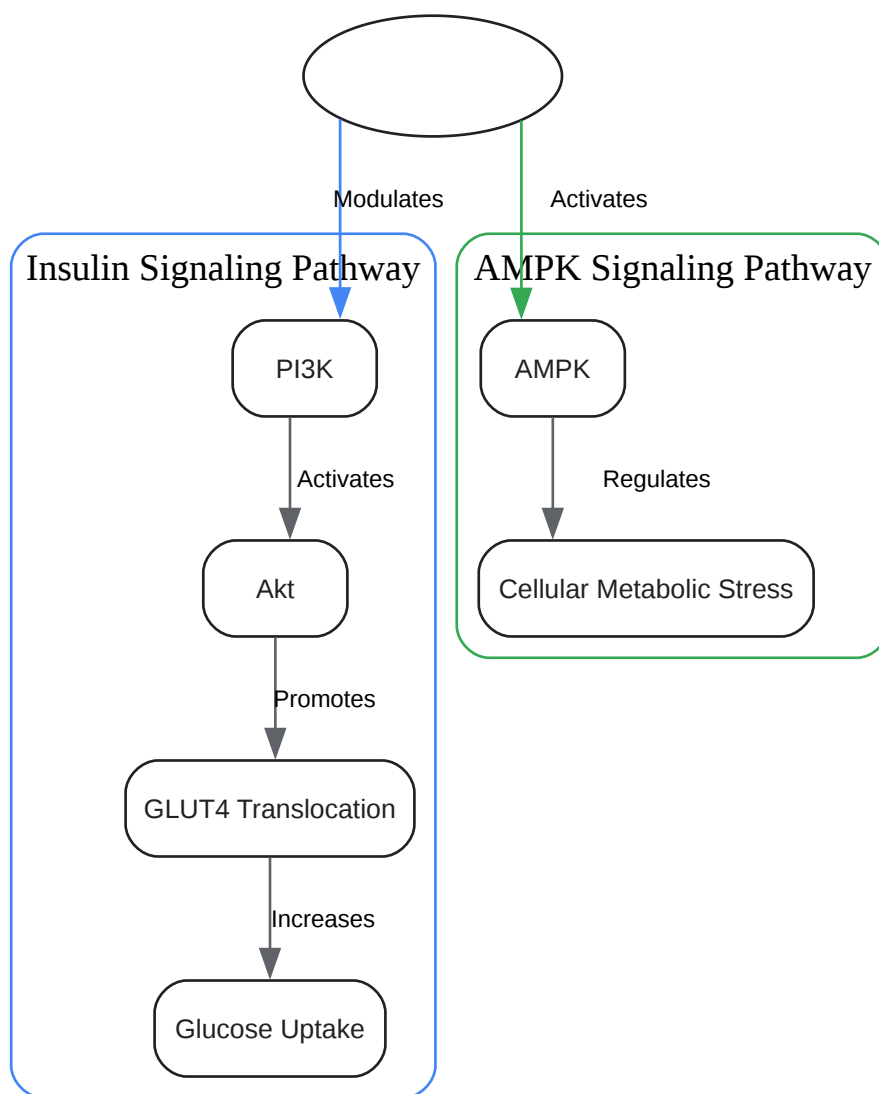 Modulates
Activates
Insulin Signaling Pathway
AMPK Signaling Pathway
PI3K
AMPK
Activates
Regulates
Akt
Cellular Metabolic Stress
Promotes
GLUT4 Translocation
Increases
Glucose Uptake